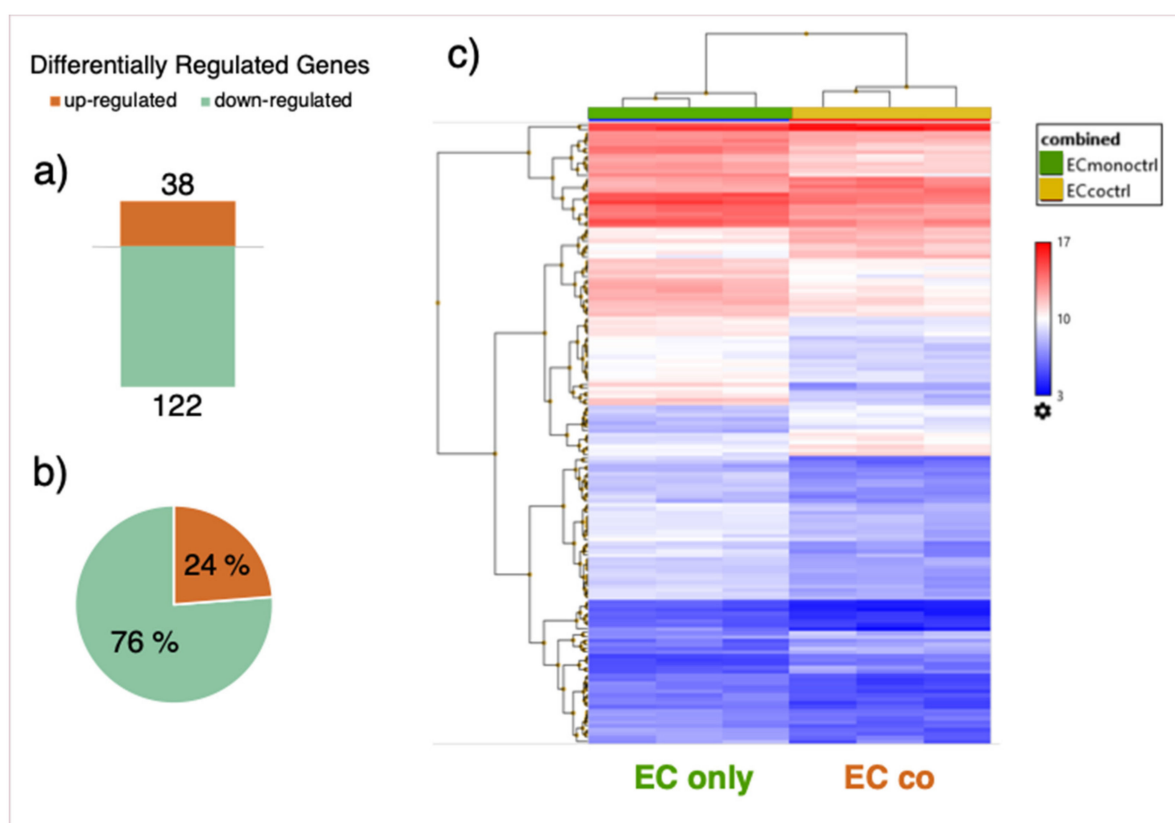 Differentially Regulated Genes
up-regulated down-regulated
a)
38
122
b)
24 %
76 %
c)
combined
ECmonoctrl
ECcoctrl
17
10
3
EC only EC co